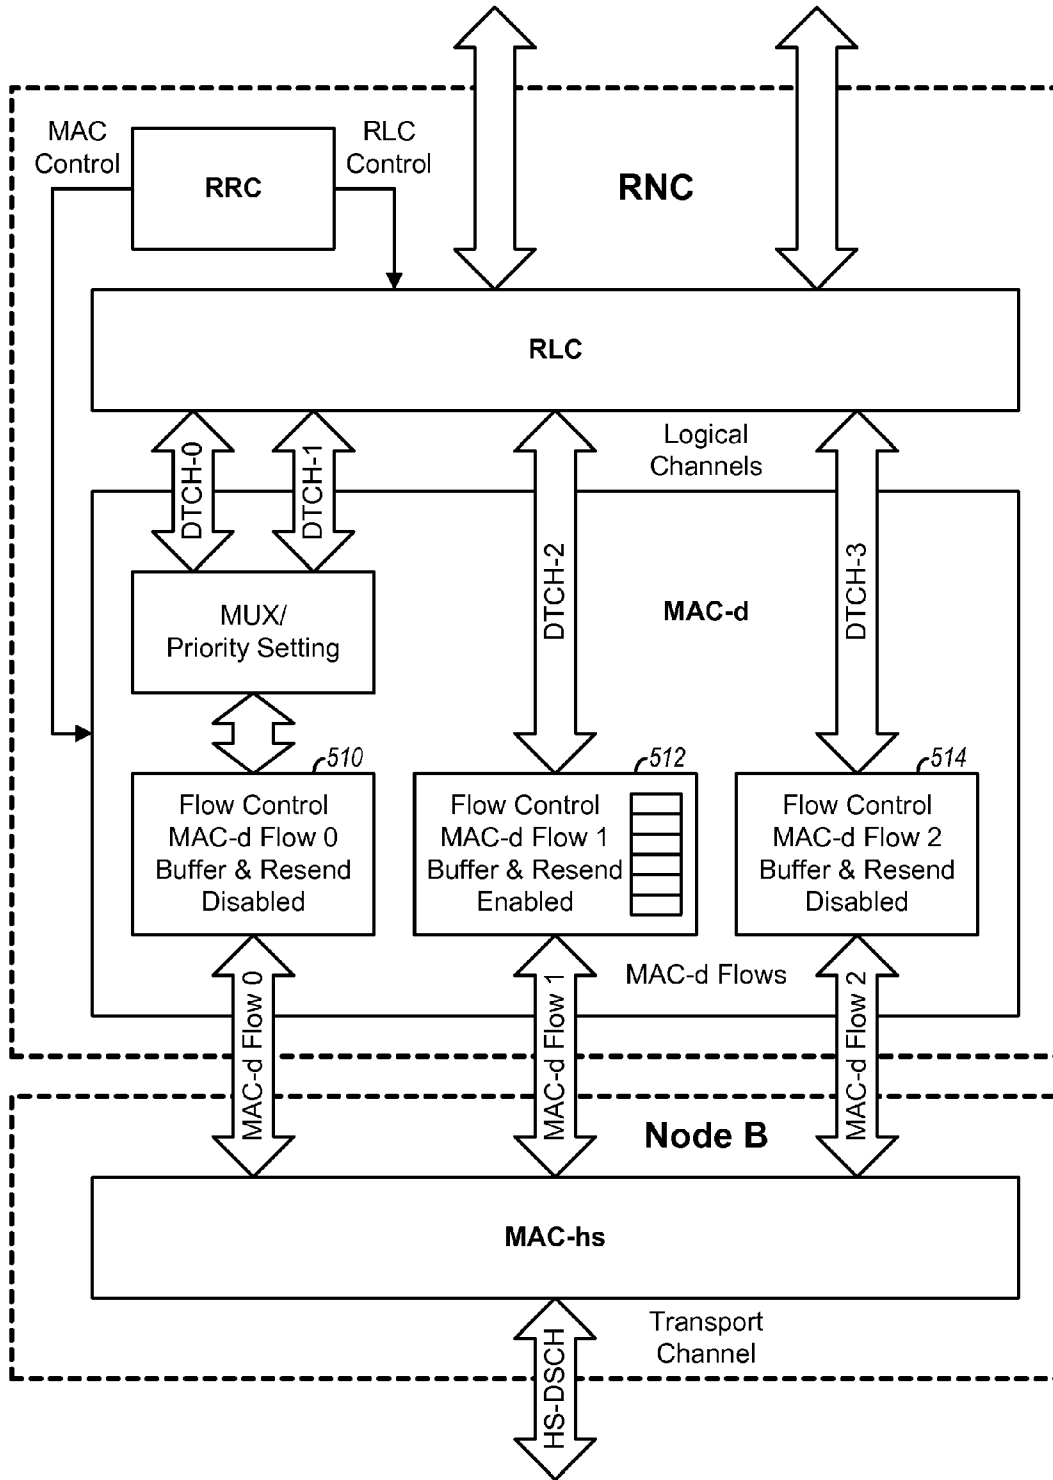 MAC
Control
RRC
RLC
Control
RNC
RLC
DTCH-0
DTCH-1
Logical
Channels
DTCH-2
DTCH-3
MUX/
Priority Setting
MAC-d
510
Flow Control
MAC-d Flow 0
Buffer & Resend
Disabled
512
Flow Control
MAC-d Flow 1
Buffer & Resend
Enabled
514
Flow Control
MAC-d Flow 2
Buffer & Resend
Disabled
MAC-d Flows
MAC-d Flow 0
MAC-d Flow 1
MAC-d Flow 2
Node B
MAC-hs
Transport
Channel
HS-DSCH